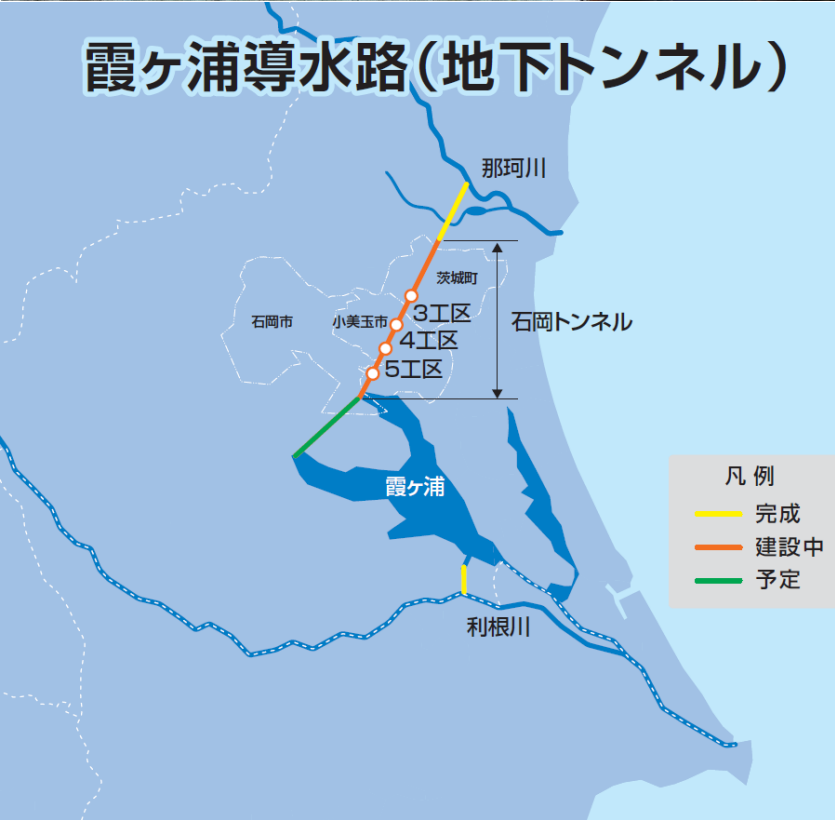 霞ヶ浦導水路（地下トンネル）
那珂川
茨城町
石岡市
小美玉市
3工区
4工区
5工区
石岡トンネル
霞ヶ浦
利根川
凡例
完成
建設中
予定